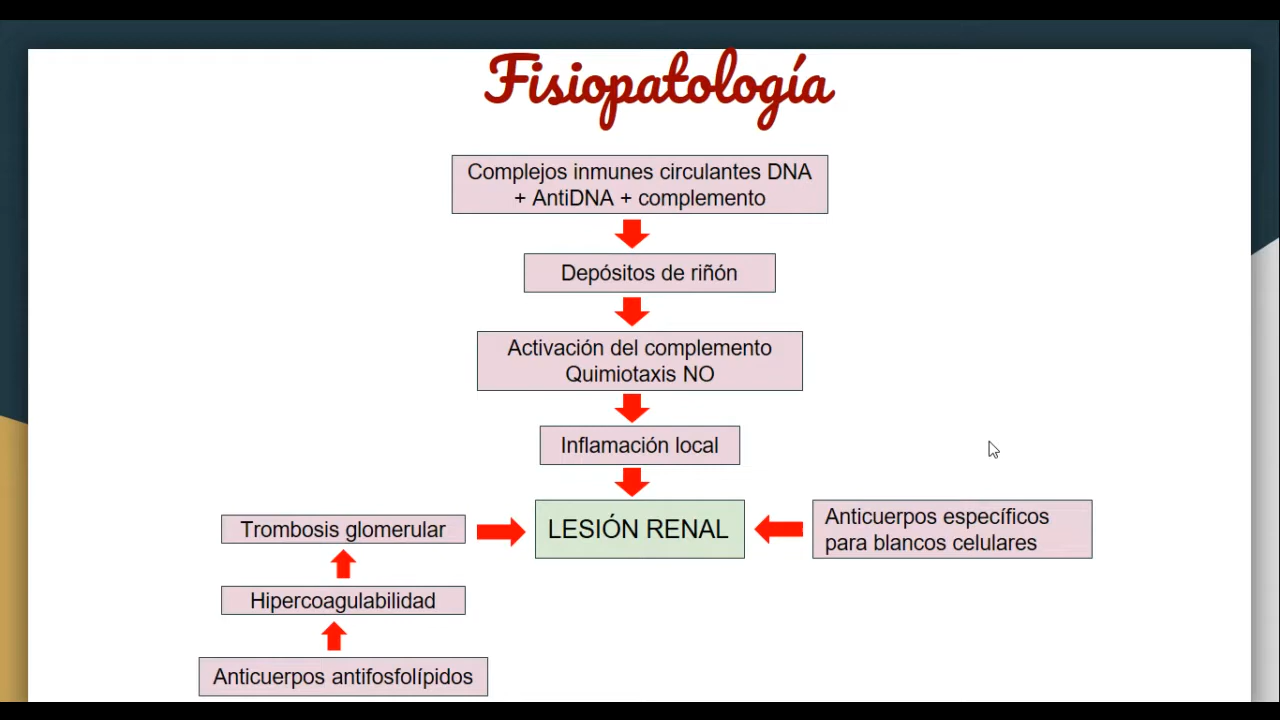 Fisiopatología
Complejos inmunes circulantes DNA
+ AntiDNA + complemento
Depósitos de riñón
Activación del complemento
Quimiotaxis NO
Inflamación local
Trombosis glomerular
LESIÓN RENAL
Anticuerpos específicos
para blancos celulares
Hipercoagulabilidad
Anticuerpos antifosfolípidos